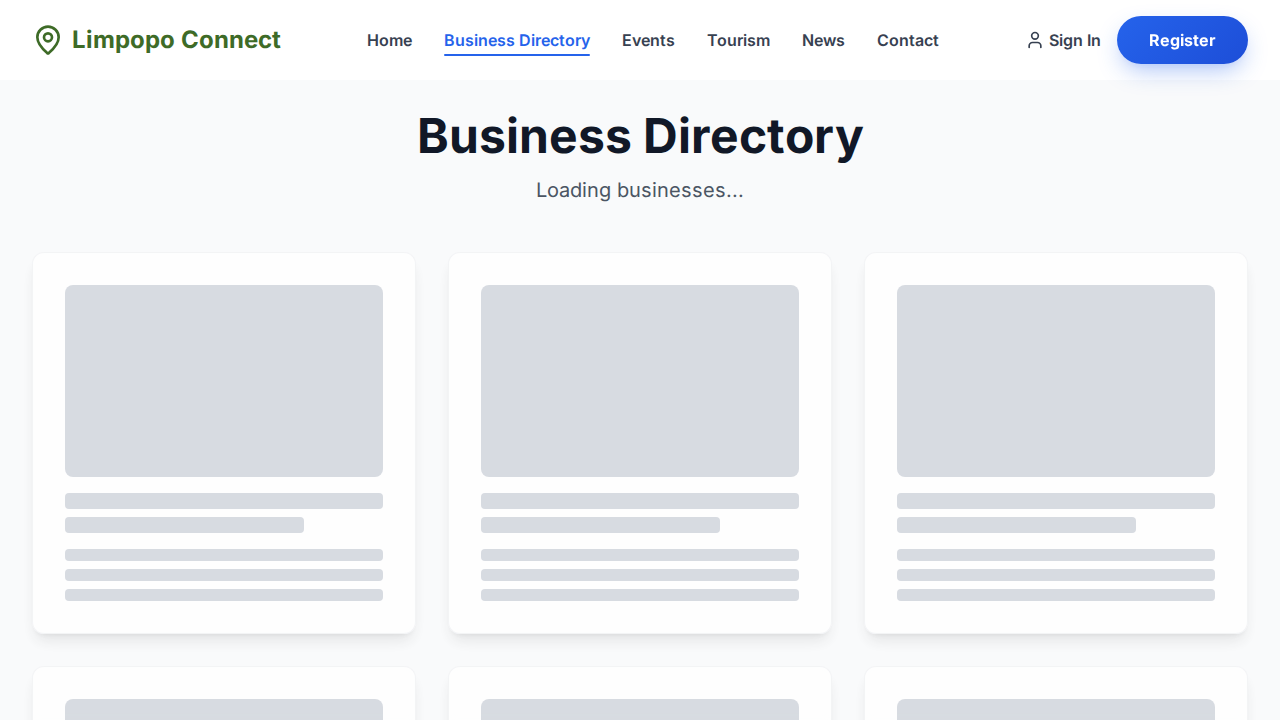 Limpopo Connect
Home
Business Directory
Events
Tourism
News
Contact
Sign In
Register
Business Directory
Loading businesses...